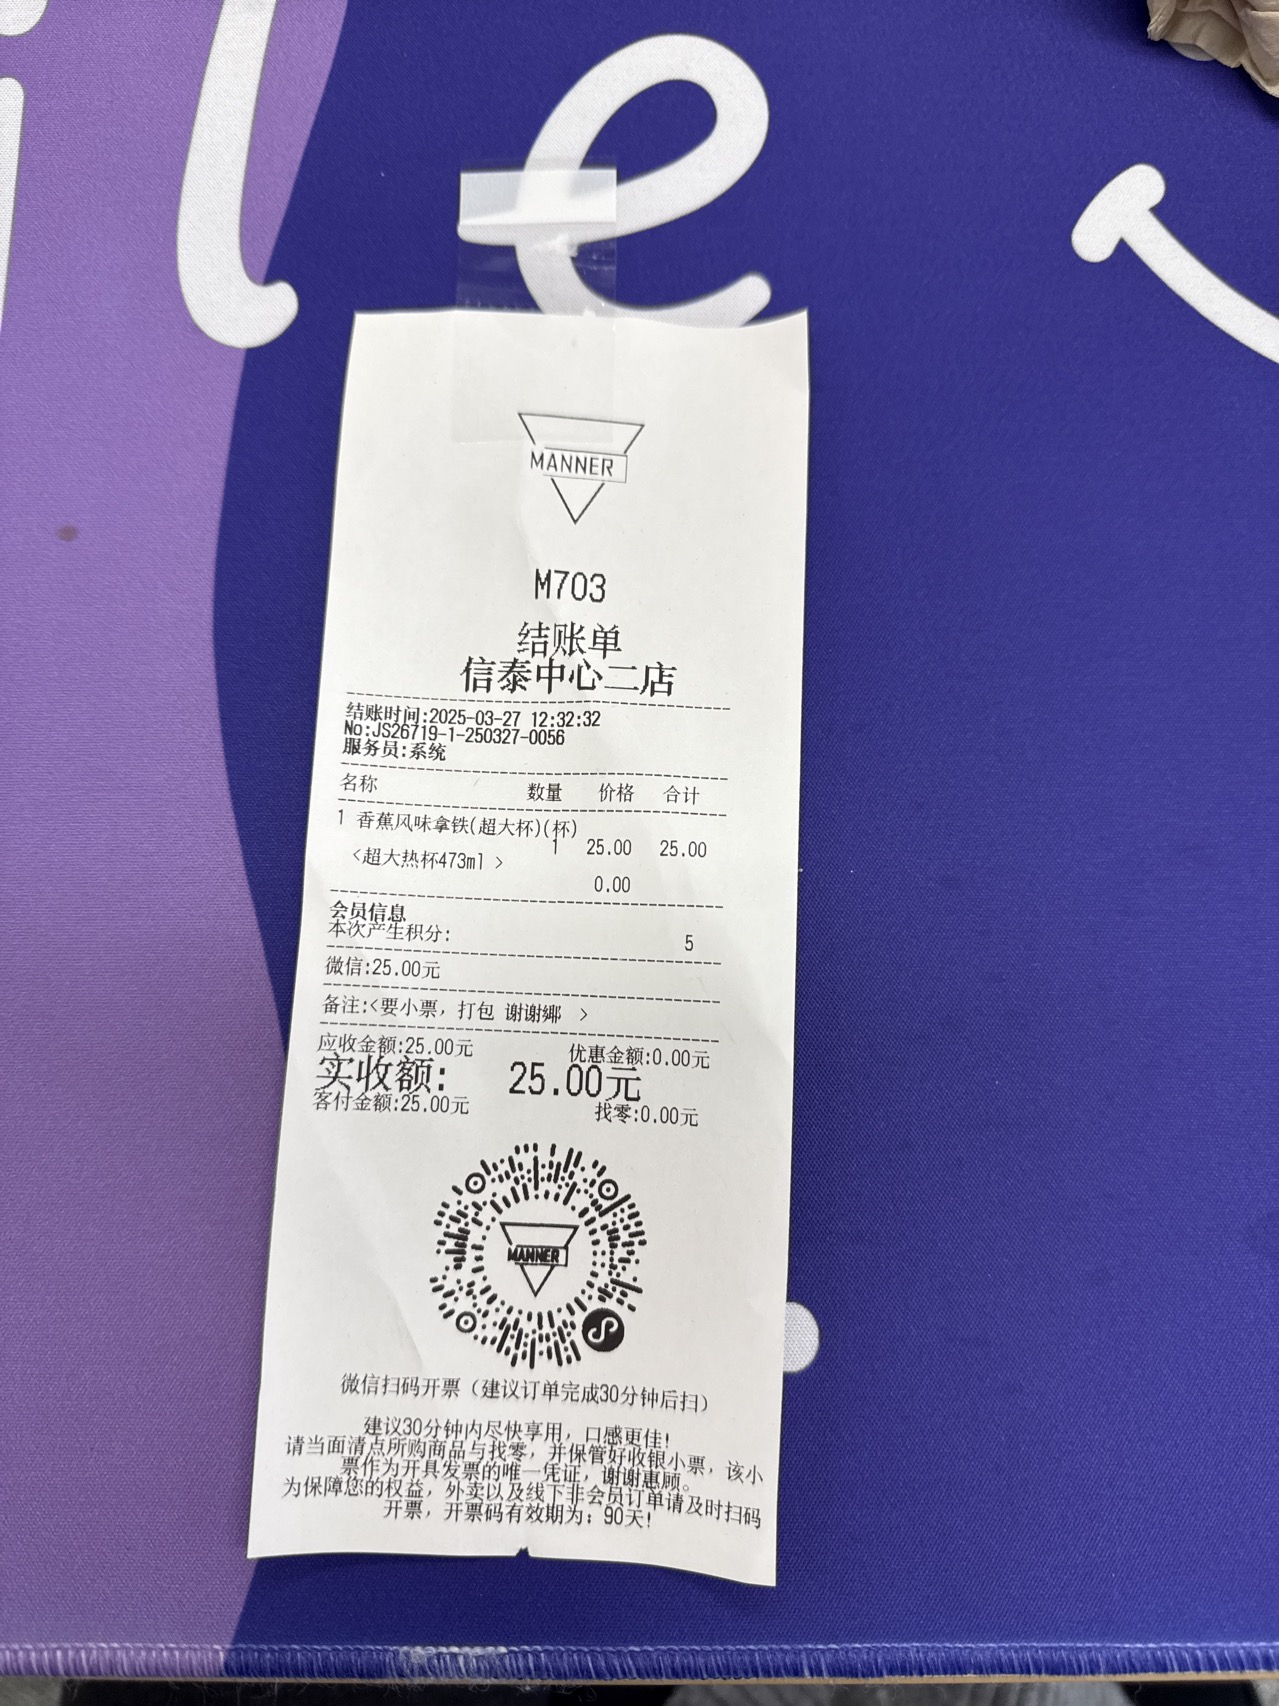 ile
MANNER
M703
结账单
信泰中心二店
结账时间:2025-03-27 12:32:32
No:JS26719-1-250327-0056
服务员:系统
名称 数量 价格 合计
1 香蕉风味拿铁(超大杯)(杯)
1 25.00 25.00
<超大热杯473ml >
0.00
会员信息
本次产生积分: 5
微信:25.00元
备注:<要小票, 打包 谢谢 >
应收金额:25.00元 优惠金额:0.00元
实收额: 25.00元
客付金额:25.00元 找零:0.00元
MANNER
微信扫码开票（建议订单完成30分钟后扫）
建议30分钟内尽快享用, 口感更佳!
请当面清点所购商品与找零, 并保管好收银小票, 该小
票作为开具发票的唯一凭证, 谢谢惠顾。
为保障您的权益, 外卖以及线下非会员订单请及时扫码
开票, 开票码有效期为: 90天!